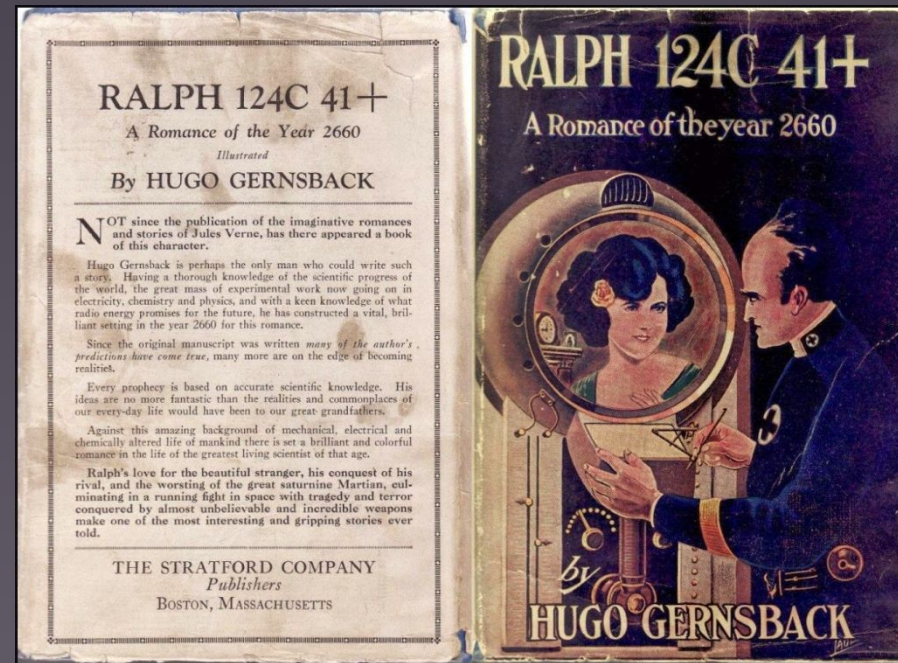 RALPH 124C 41+
A Romance of the Year 2660
Illustrated
By HUGO GERNSBACK
NOT since the publication of the imaginative romances
and stories of Jules Verne, has there appeared a book
of this character.
Hugo Gernsback is perhaps the only man who could write such
a story. Having a thorough knowledge of the scientific progress of
the world, the great mass of experimental work now going on in
electricity, chemistry and physics, and with a keen knowledge of what
radio energy promises for the future, he has constructed a vital, bril-
liant setting in the year 2660 for this romance.
Since the original manuscript was written many of the author's
predictions have come true, many more are on the edge of becoming
realities.
Every prophecy is based on accurate scientific knowledge. His
ideas are no more fantastic than the realities and commonplaces of
our every-day life would have been to our great grandfathers.
Against this amazing background of mechanical, electrical and
chemically altered life of mankind there is set a brilliant and colorful
romance in the life of the greatest living scientist of that age.
Ralph's love for the beautiful stranger, his conquest of his
rival, and the worsting of the great saturnine Martian, cul-
minating in a running fight in space with tragedy and terror
conquered by almost unbelievable and incredible weapons
make one of the most interesting and gripping stories ever
told.
THE STRATFORD COMPANY
Publishers
BOSTON, MASSACHUSETTS
RALPH 124C 41+
A Romance of the year 2660
by
HUGO GERNSBACK